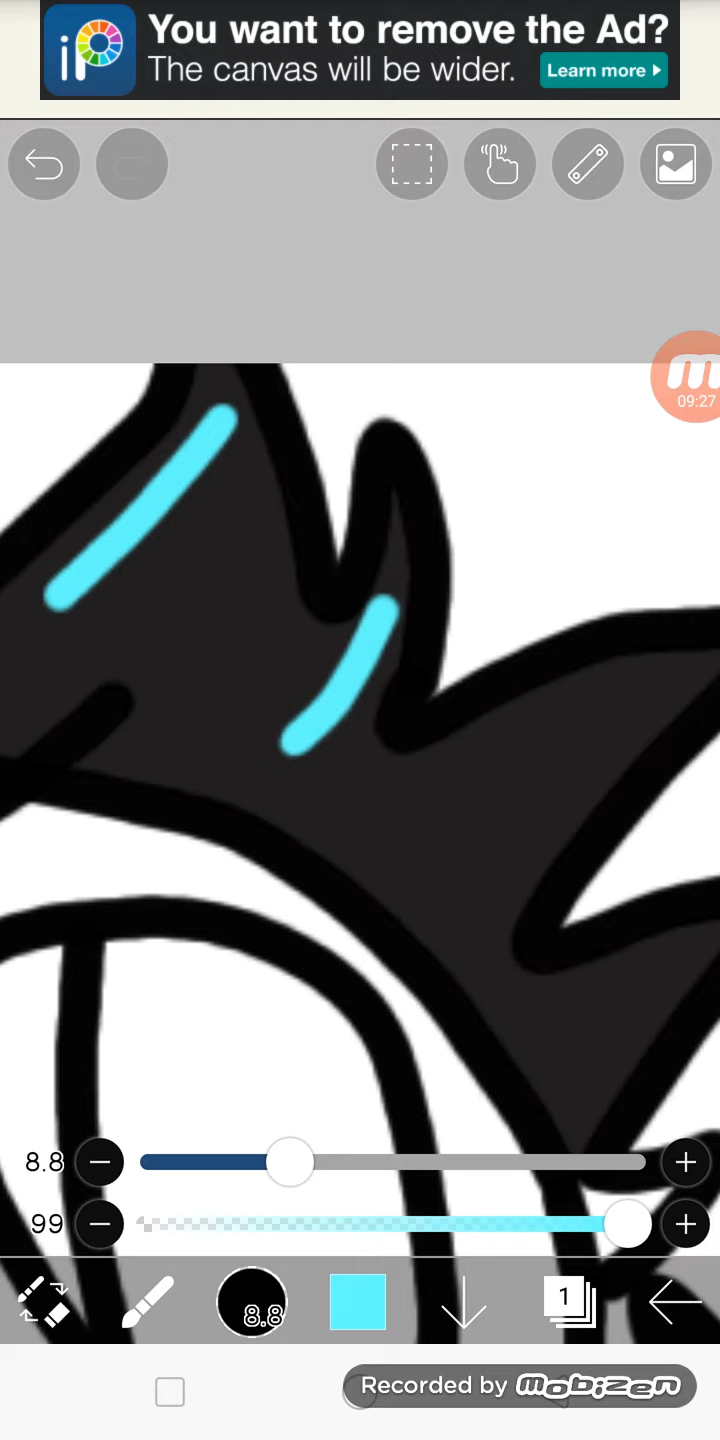 iP
You want to remove the Ad?
The canvas will be wider.
Learn more
m
09:27
8.8
99
8.8
1
Recorded by mobizen